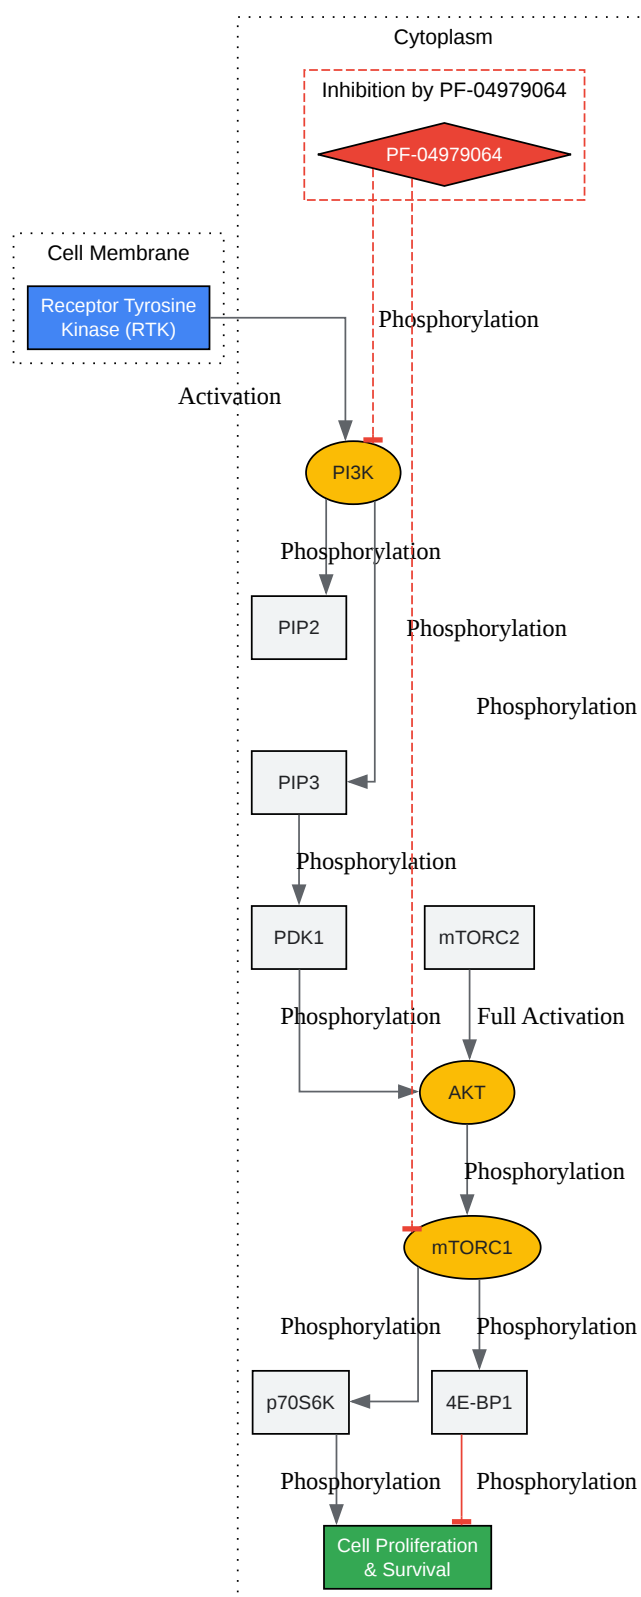 Cytoplasm
Inhibition by PF-04979064
PF-04979064
Cell Membrane
Receptor Tyrosine
Kinase (RTK)
Phosphorylation
Activation
PI3K
Phosphorylation
PIP2
Phosphorylation
Phosphorylation
PIP3
Phosphorylation
PDK1
mTORC2
Phosphorylation
Full Activation
AKT
Phosphorylation
mTORC1
Phosphorylation
Phosphorylation
p70S6K
4E-BP1
Phosphorylation
Phosphorylation
Cell Proliferation
& Survival